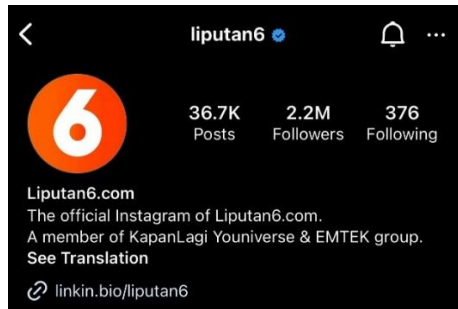 liputan6
6
36.7K 2.2M 376
Posts Followers Following
Liputan6.com
The official Instagram of Liputan6.com.
A member of KapanLagi Youniverse & EMTEK group.
See Translation
linkin.bio/liputan6